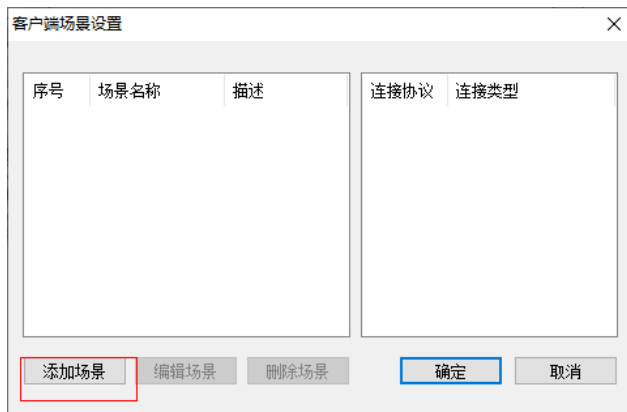 客户端场景设置
序号 场景名称 描述 连接协议 连接类型
添加场景 编辑场景 删除场景 确定 取消